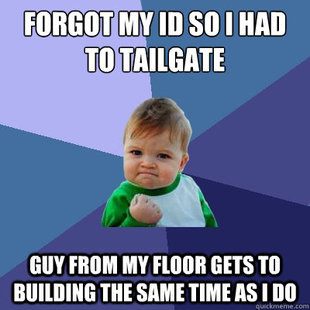 FORGOT MY ID SO I HAD
TO TAILGATE
GUY FROM MY FLOOR GETS TO
BUILDING THE SAME TIME AS I DO
quickmeme.com